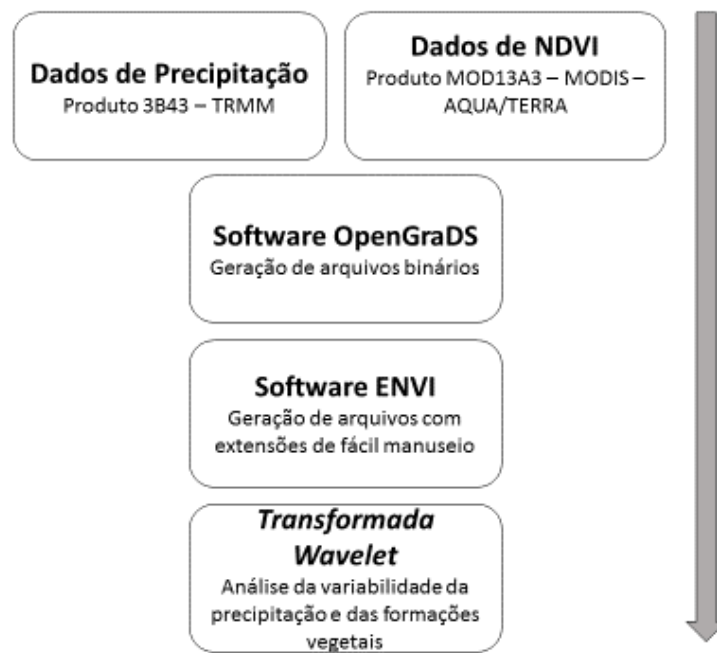 Dados de Precipitação
Produto 3B43 – TRMM
Dados de NDVI
Produto MOD13A3 – MODIS –
AQUA/TERRA
Software OpenGraDS
Geração de arquivos binários
Software ENVI
Geração de arquivos com
extensões de fácil manuseio
Transformada
Wavelet
Análise da variabilidade da
precipitação e das formações
vegetais